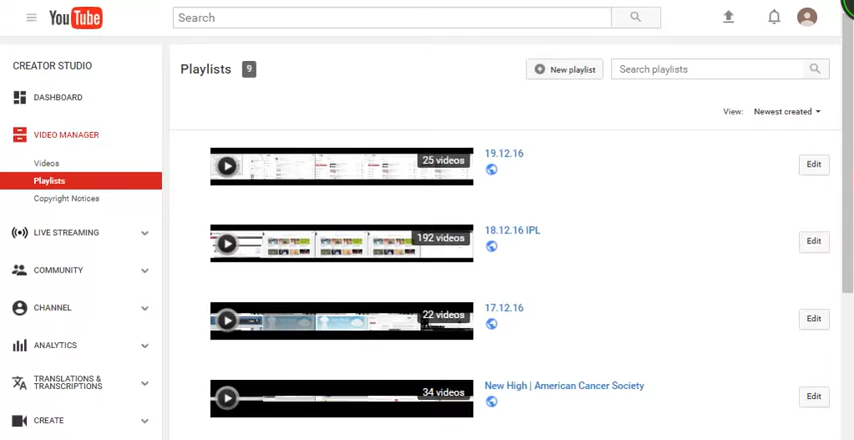 YouTube
Search
CREATOR STUDIO
DASHBOARD
VIDEO MANAGER
Videos
Playlists
Copyright Notices
LIVE STREAMING
COMMUNITY
CHANNEL
ANALYTICS
TRANSLATIONS &
TRANSCRIPTIONS
CREATE
Playlists 9
New playlist
Search playlists
View: Newest created
25 videos
19.12.16
Edit
192 videos
18.12.16 IPL
Edit
22 videos
17.12.16
Edit
34 videos
New High | American Cancer Society
Edit